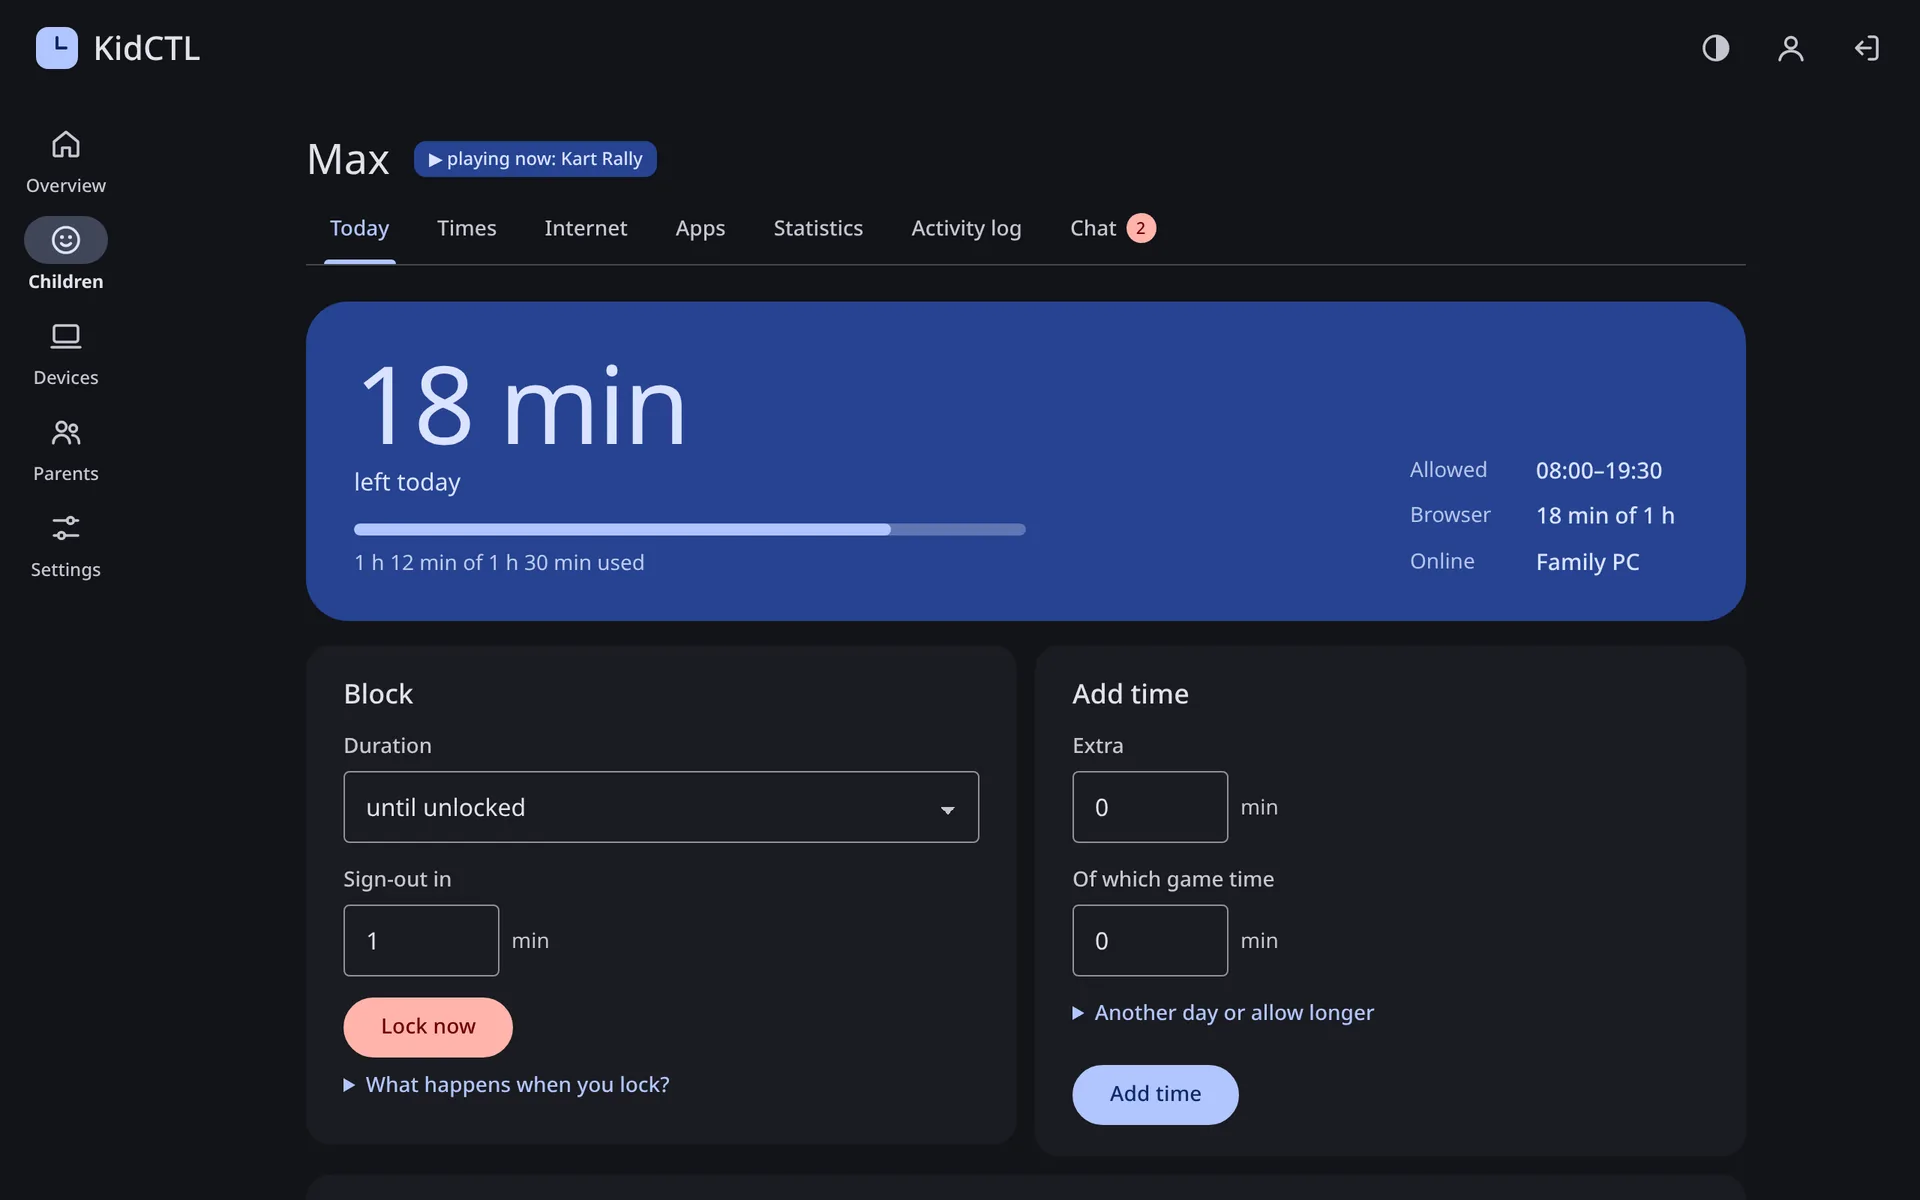 KidCTL
Overview
Children
Devices
Parents
Settings
Max
▶ playing now: Kart Rally
Today Times Internet Apps Statistics Activity log Chat 2
18 min
left today
1 h 12 min of 1 h 30 min used
Allowed 08:00–19:30
Browser 18 min of 1 h
Online Family PC
Block
Duration
until unlocked
Sign-out in
1 min
Lock now
▶ What happens when you lock?
Add time
Extra
0 min
Of which game time
0 min
▶ Another day or allow longer
Add time